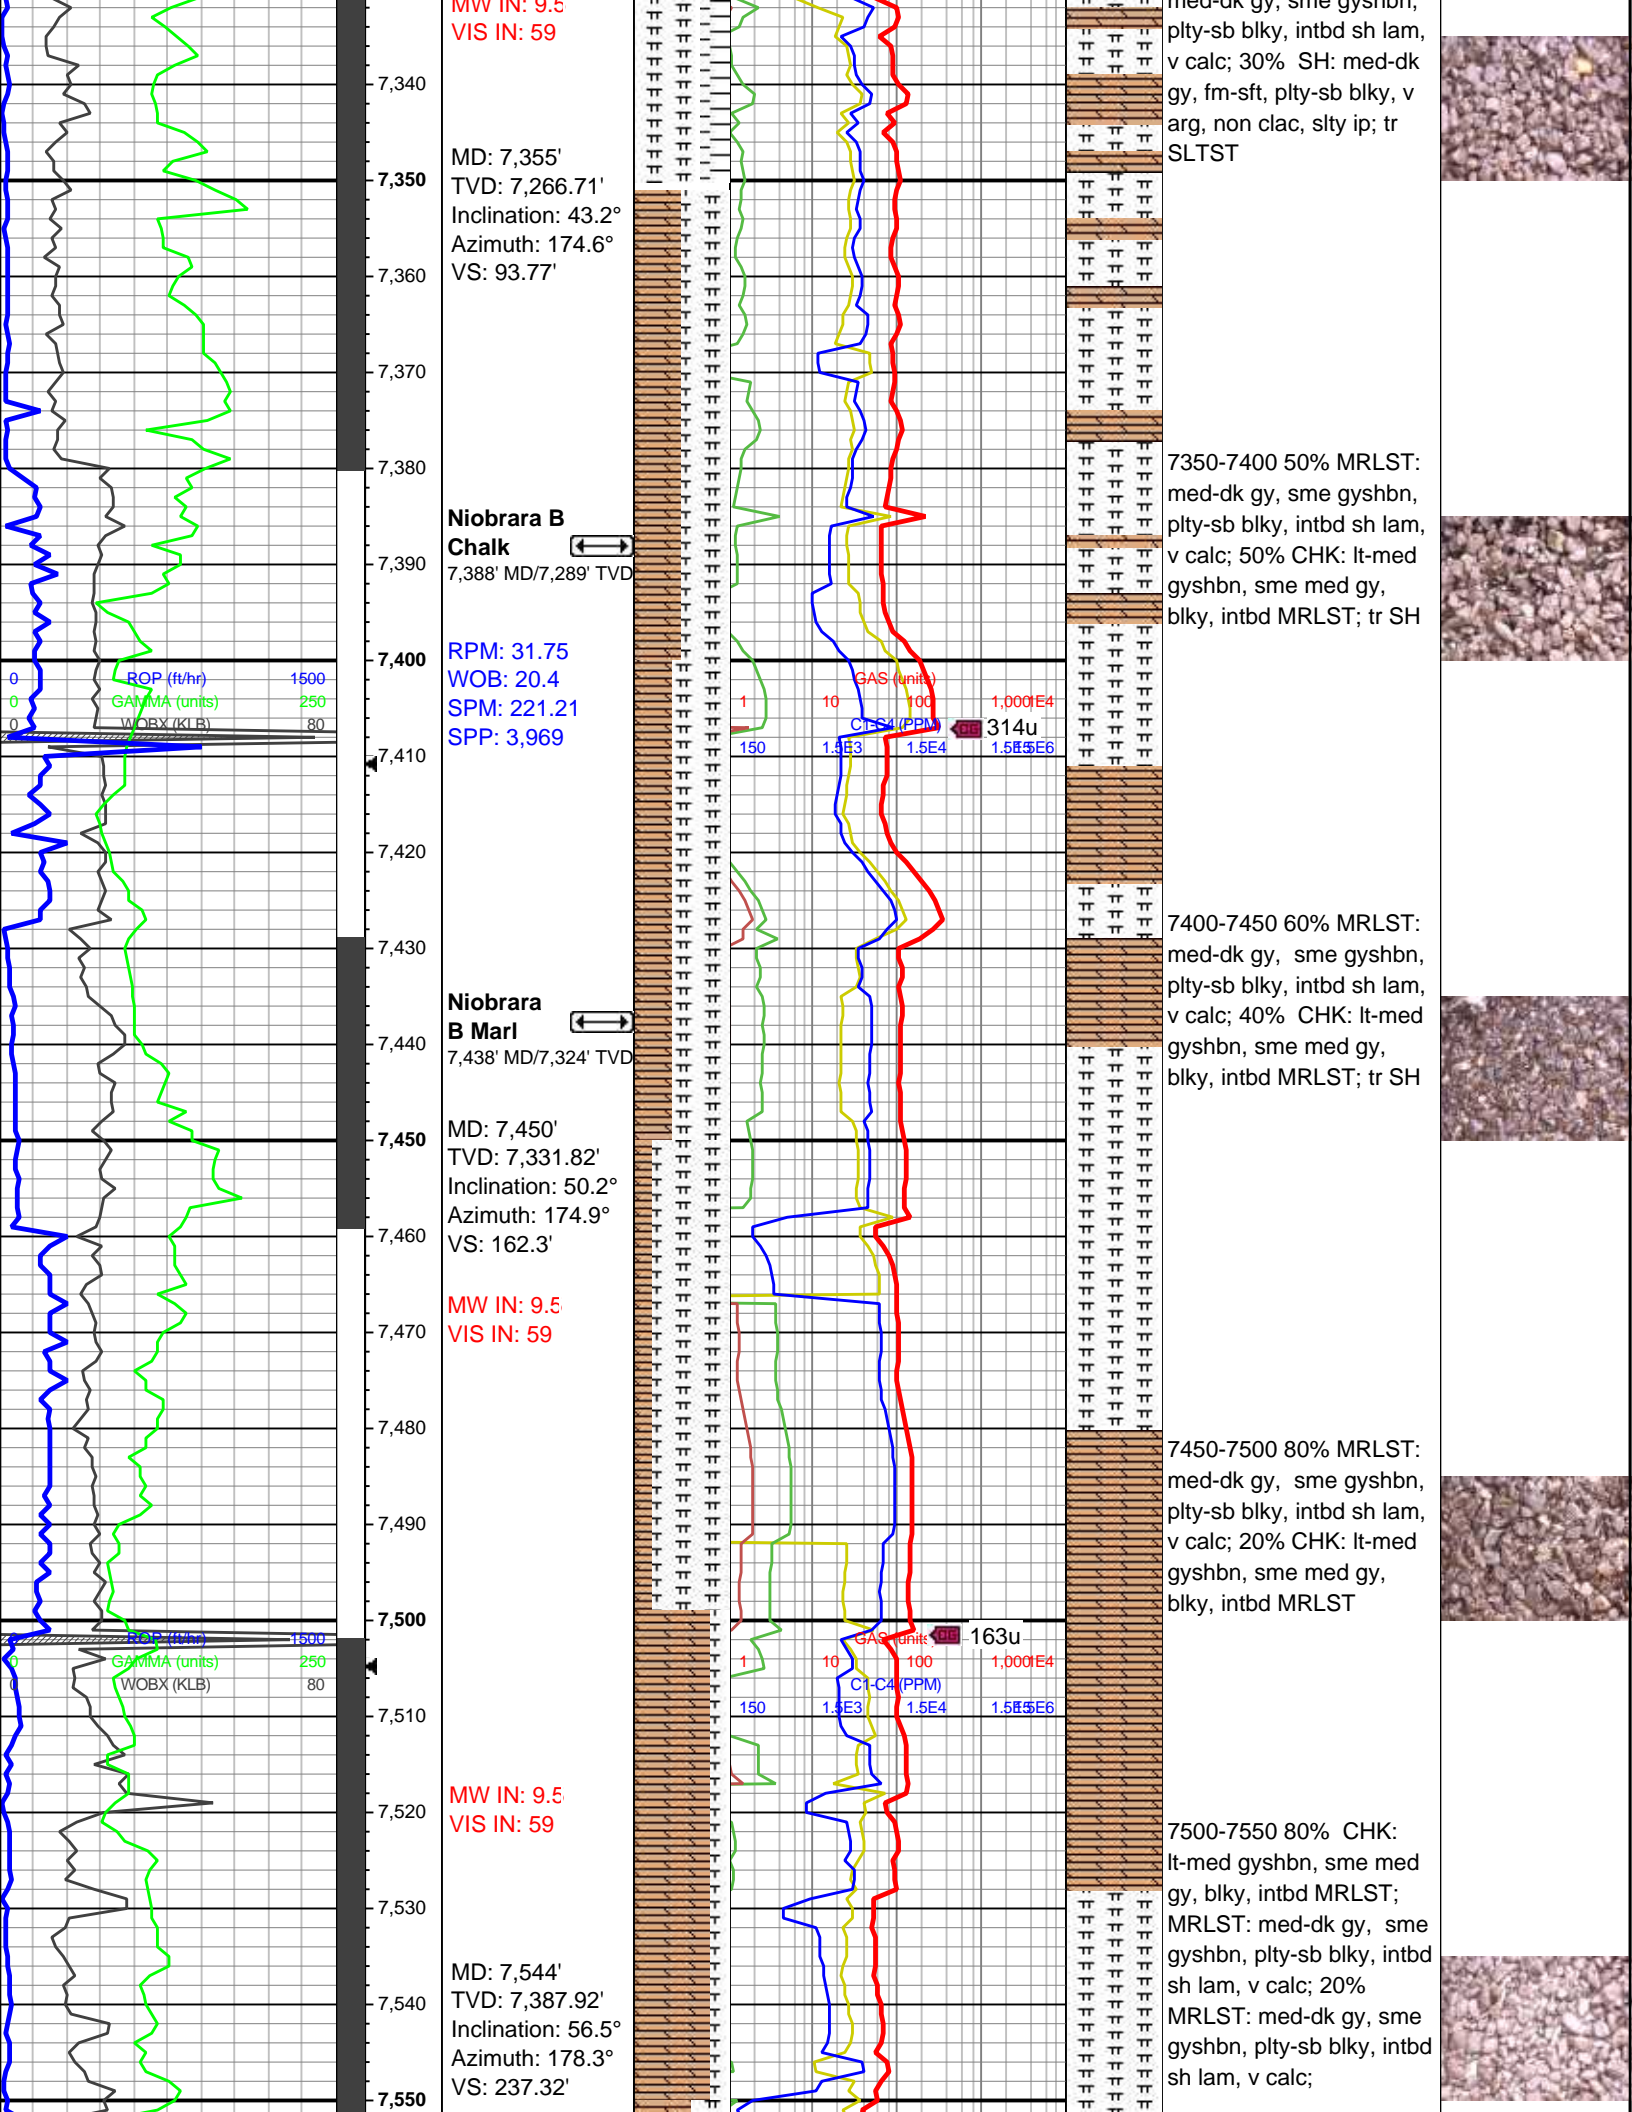 MW IN: 9.5
VIS IN: 59
med-dk gy, sme gyshbn,
plty-sb blky, intbd sh lam,
v calc; 30%  SH: med-dk
gy, fm-sft, plty-sb blky, v
arg, non clac, slty ip; tr
SLTST
7,340
MD: 7,355'
TVD: 7,266.71'
Inclination: 43.2°
Azimuth: 174.6°
VS: 93.77'
7,350
7,360
7,370
7,380
7350-7400 50% MRLST:
med-dk gy, sme gyshbn,
plty-sb blky, intbd sh lam,
v calc; 50% CHK: lt-med
gyshbn, sme med gy,
blky, intbd MRLST; tr SH
Niobrara B
Chalk
7,388' MD/7,289' TVD
7,390
RPM: 31.75
WOB: 20.4
SPM: 221.21
SPP: 3,969
7,400
0 ROP (ft/hr) 1500
0 GAMMA (units) 250
0 WOBX (KLB) 80
GAS (units)
1 10 100 1,000 1E4
C1-C4 (PPM)
150 1.5E3 1.5E4 1.5E5 1.5E6
DG 314u
7,410
7,420
7,430
7400-7450 60% MRLST:
med-dk gy,  sme gyshbn,
plty-sb blky, intbd sh lam,
v calc; 40%  CHK: lt-med
gyshbn, sme med gy,
blky, intbd MRLST; tr SH
Niobrara
B Marl
7,438' MD/7,324' TVD
7,440
7,450
MD: 7,450'
TVD: 7,331.82'
Inclination: 50.2°
Azimuth: 174.9°
VS: 162.3'
7,460
MW IN: 9.5
VIS IN: 59
7,470
7,480
7,490
7450-7500 80% MRLST:
med-dk gy,  sme gyshbn,
plty-sb blky, intbd sh lam,
v calc; 20% CHK: lt-med
gyshbn, sme med gy,
blky, intbd MRLST
7,500
0 ROP (ft/hr) 1500
0 GAMMA (units) 250
0 WOBX (KLB) 80
GAS (units)
1 10 100 1,000 1E4
C1-C4 (PPM)
150 1.5E3 1.5E4 1.5E5 1.5E6
DG 163u
7,510
MW IN: 9.5
VIS IN: 59
7,520
7,530
7500-7550 80%  CHK:
lt-med gyshbn, sme med
gy, blky, intbd MRLST;
MRLST: med-dk gy,  sme
gyshbn, plty-sb blky, intbd
sh lam, v calc; 20%
MRLST: med-dk gy, sme
gyshbn, plty-sb blky, intbd
sh lam, v calc;
MD: 7,544'
TVD: 7,387.92'
Inclination: 56.5°
Azimuth: 178.3°
VS: 237.32'
7,540
7,550